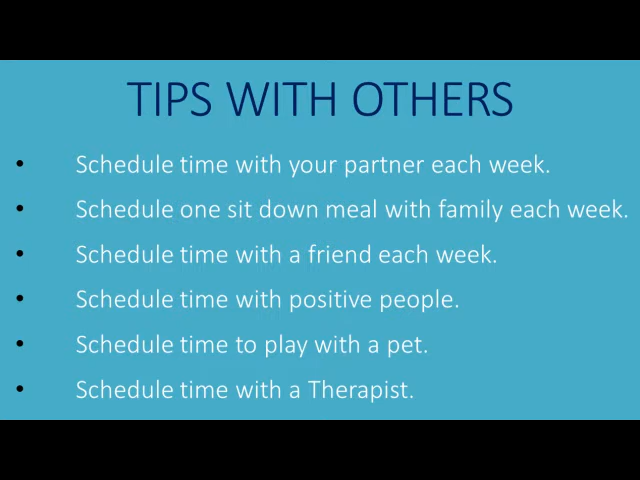 TIPS WITH OTHERS
• Schedule time with your partner each week.
• Schedule one sit down meal with family each week.
• Schedule time with a friend each week.
• Schedule time with positive people.
• Schedule time to play with a pet.
• Schedule time with a Therapist.